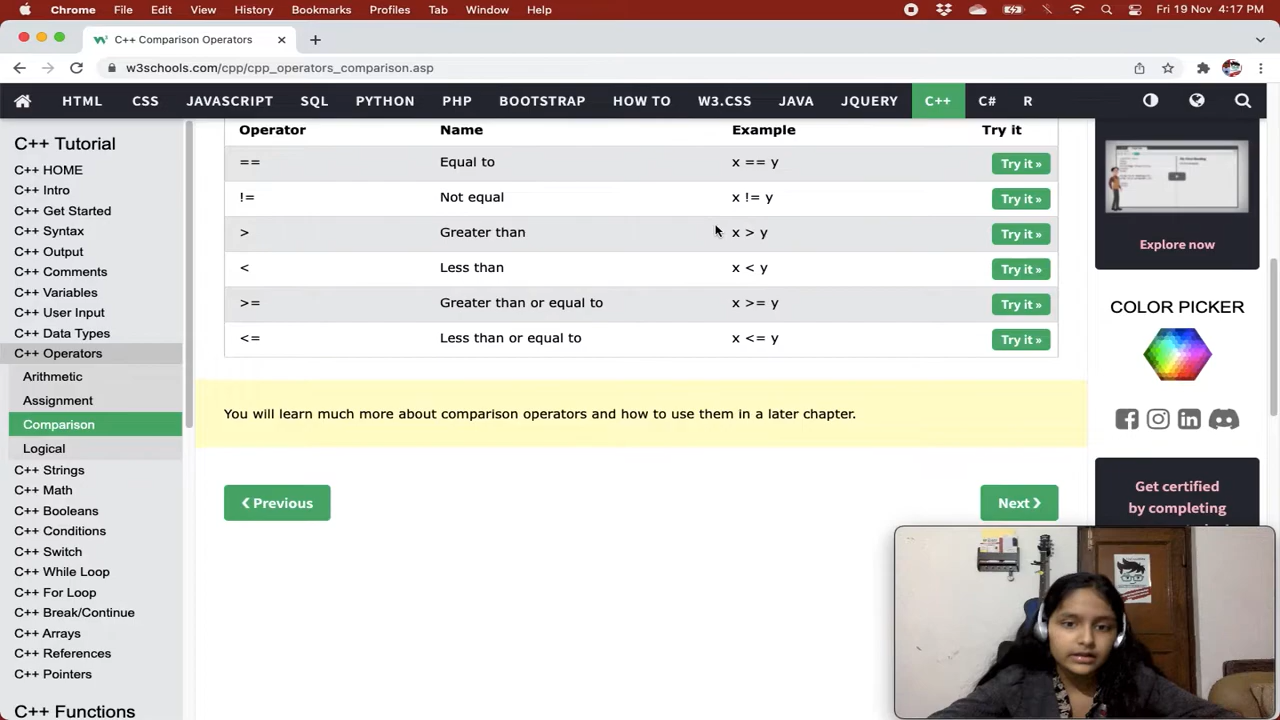 Chrome File Edit View History Bookmarks Profiles Tab Window Help Fri 19 Nov 4:17 PM
C++ Comparison Operators
w3schools.com/cpp/cpp_operators_comparison.asp
HTML CSS JAVASCRIPT SQL PYTHON PHP BOOTSTRAP HOW TO W3.CSS JAVA JQUERY C++ C# R
C++ Tutorial
C++ HOME
C++ Intro
C++ Get Started
C++ Syntax
C++ Output
C++ Comments
C++ Variables
C++ User Input
C++ Data Types
C++ Operators
Arithmetic
Assignment
Comparison
Logical
C++ Strings
C++ Math
C++ Booleans
C++ Conditions
C++ Switch
C++ While Loop
C++ For Loop
C++ Break/Continue
C++ Arrays
C++ References
C++ Pointers
C++ Functions
Operator Name Example Try it
== Equal to x == y Try it »
!= Not equal x != y Try it »
> Greater than x > y Try it »
< Less than x < y Try it »
>= Greater than or equal to x >= y Try it »
<= Less than or equal to x <= y Try it »
You will learn much more about comparison operators and how to use them in a later chapter.
❮ Previous Next ❯
Explore now
COLOR PICKER
Get certified
by completing